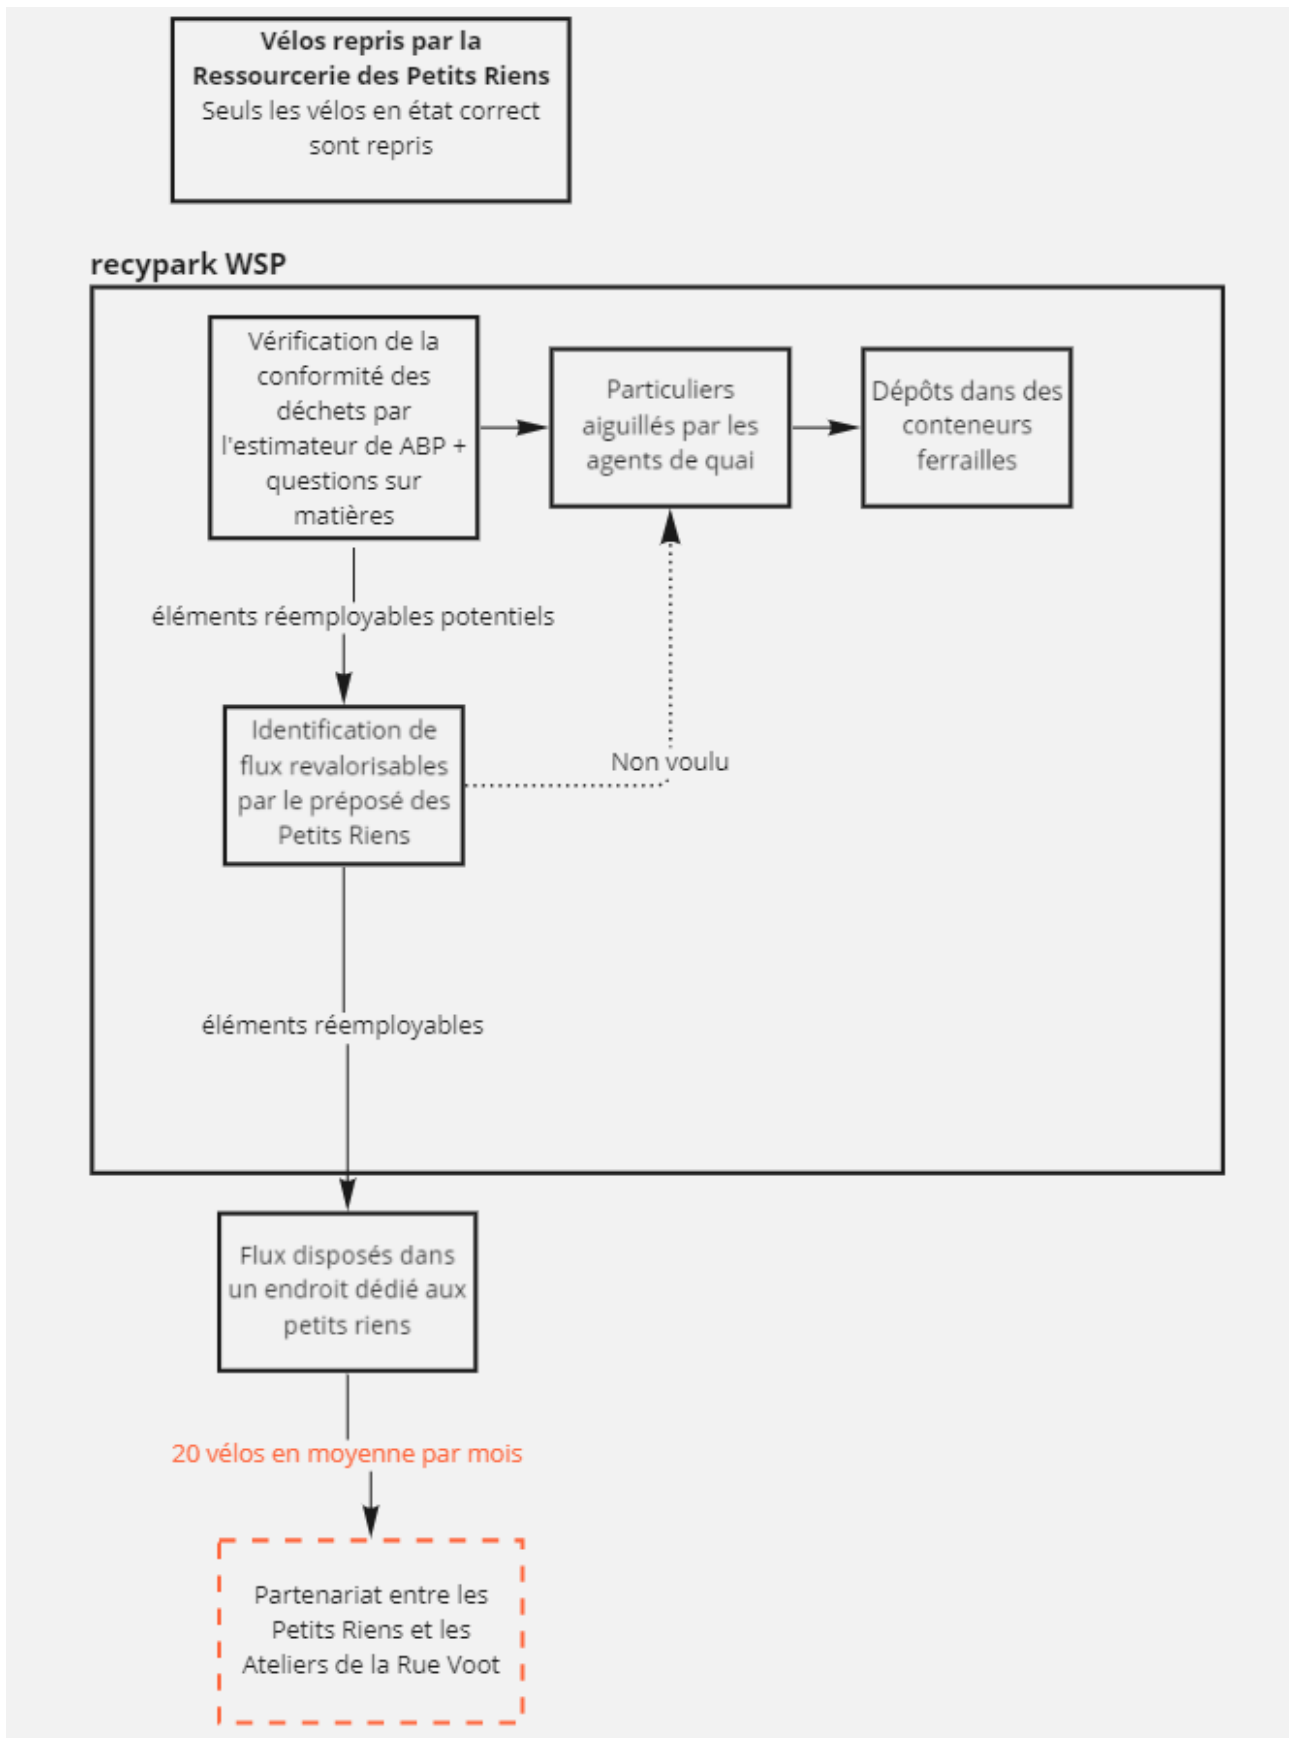 Vélos repris par la
Ressourcerie des Petits Riens
Seuls les vélos en état correct
sont repris
recypark WSP
Vérification de la
conformité des
déchets par
l'estimateur de ABP +
questions sur
matières
Particuliers
aiguillés par les
agents de quai
Dépôts dans des
conteneurs
ferrailles
éléments réemployables potentiels
Identification de
flux revalorisables
par le préposé des
Petits Riens
Non voulu
éléments réemployables
Flux disposés dans
un endroit dédié aux
petits riens
20 vélos en moyenne par mois
Partenariat entre les
Petits Riens et les
Ateliers de la Rue Voot